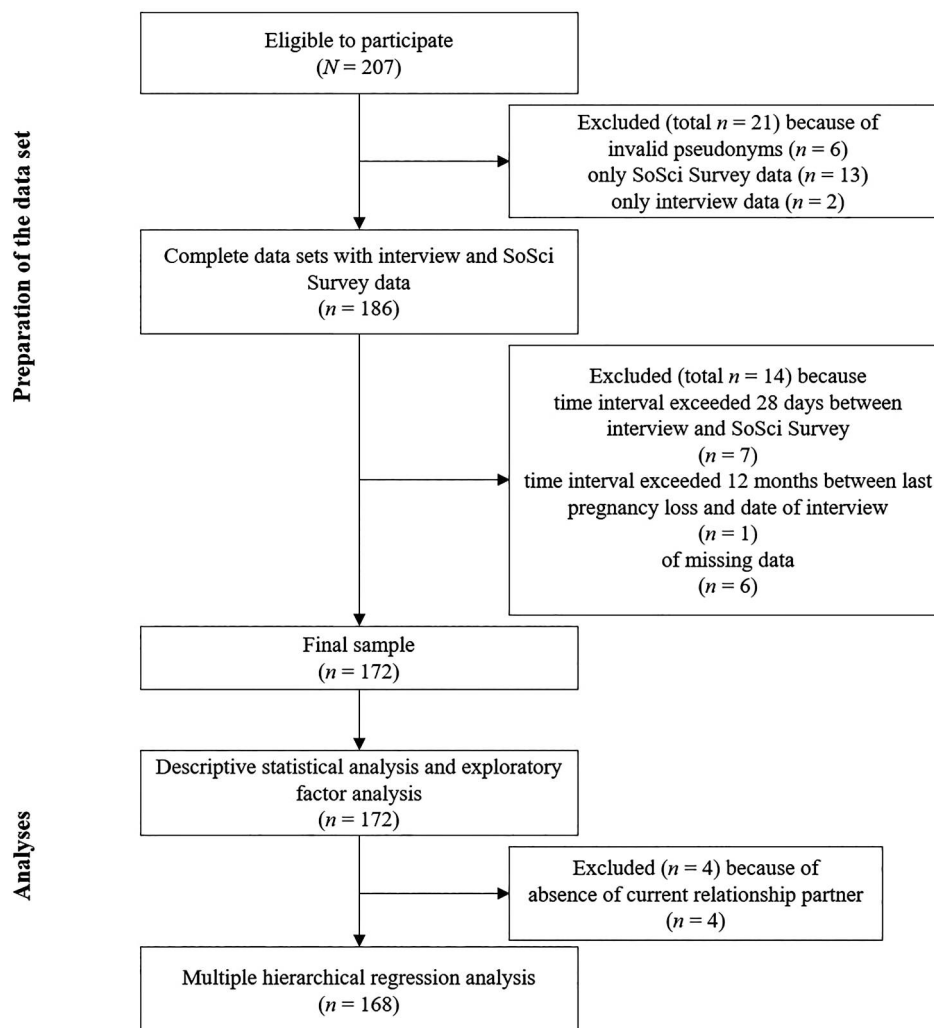 Preparation of the data set
Eligible to participate
(N = 207)
Excluded (total n = 21) because of
invalid pseudonyms (n = 6)
only SoSci Survey data (n = 13)
only interview data (n = 2)
Complete data sets with interview and SoSci
Survey data
(n = 186)
Excluded (total n = 14) because
time interval exceeded 28 days between
interview and SoSci Survey
(n = 7)
time interval exceeded 12 months between last
pregnancy loss and date of interview
(n = 1)
of missing data
(n = 6)
Final sample
(n = 172)
Analyses
Descriptive statistical analysis and exploratory
factor analysis
(n = 172)
Excluded (n = 4) because of
absence of current relationship partner
(n = 4)
Multiple hierarchical regression analysis
(n = 168)